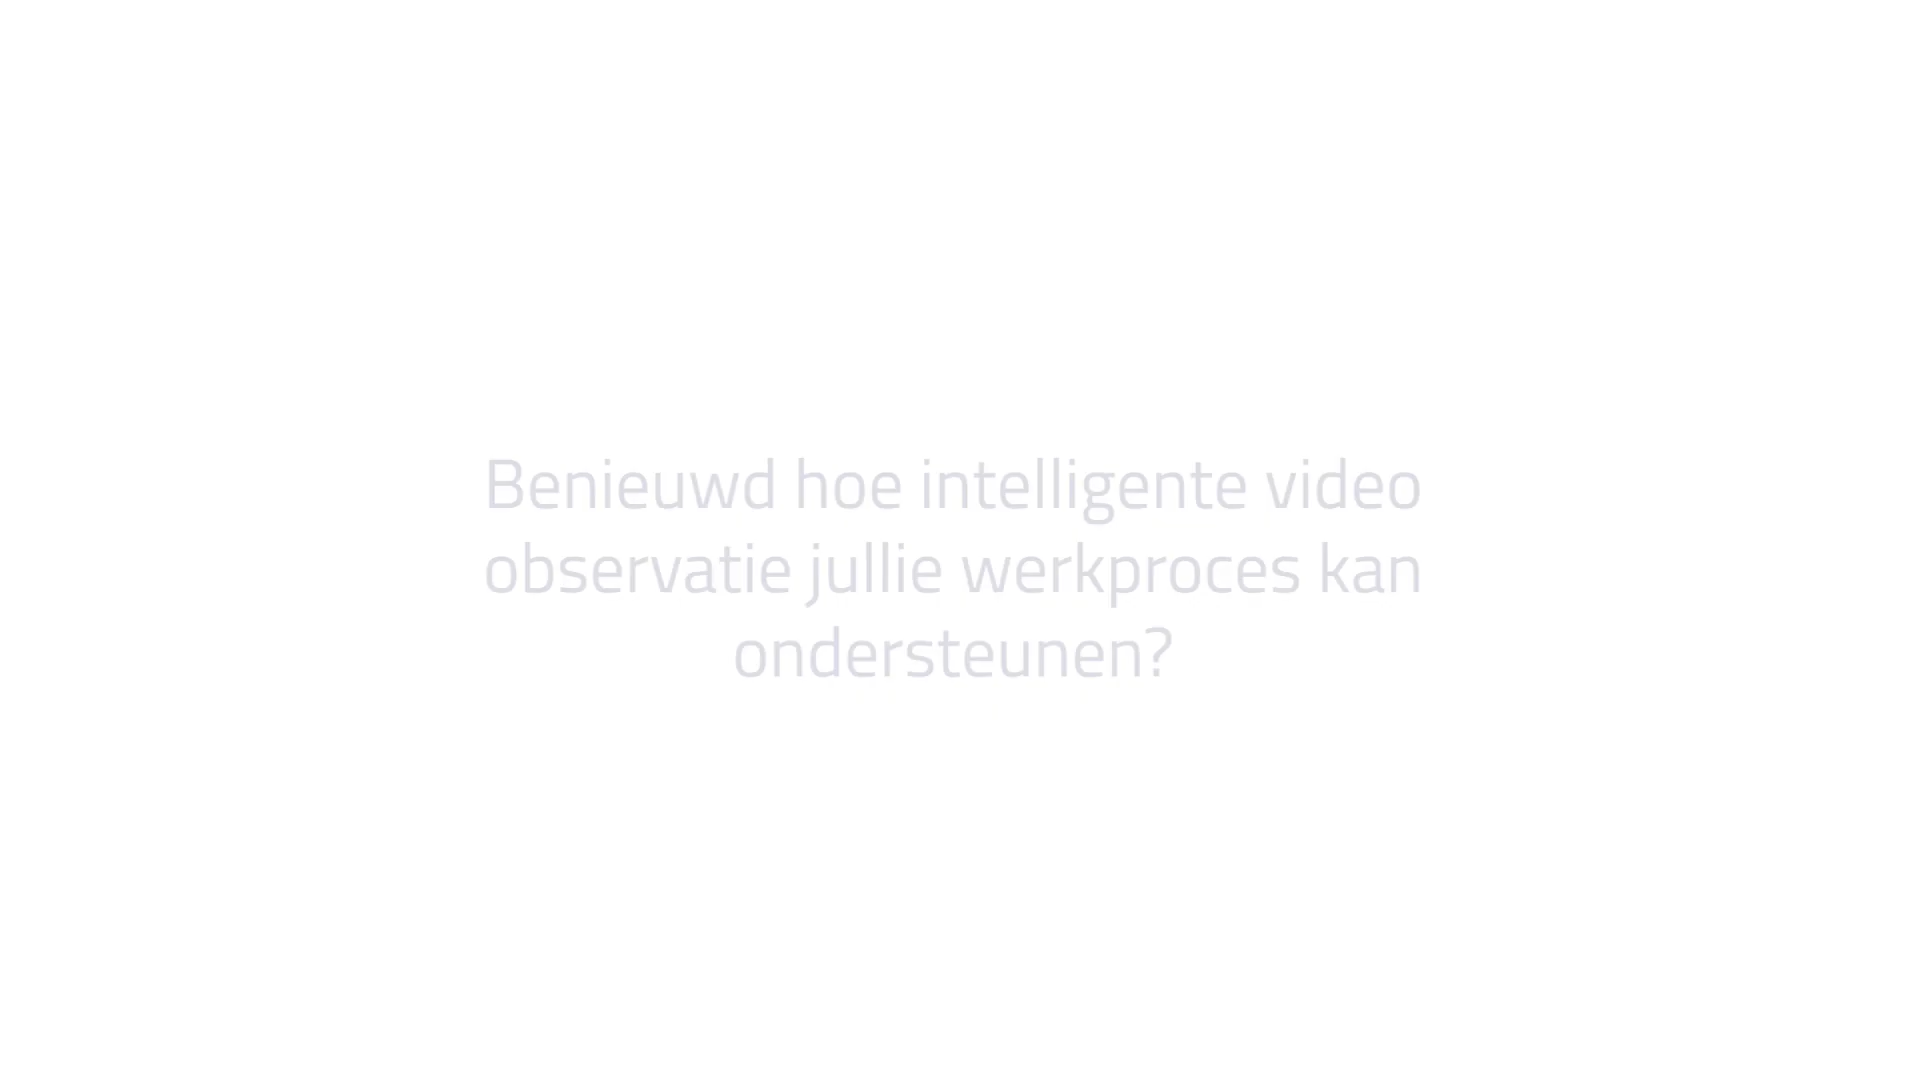 Benieuwd hoe intelligente video
observatie jullie werkproces kan
ondersteunen?